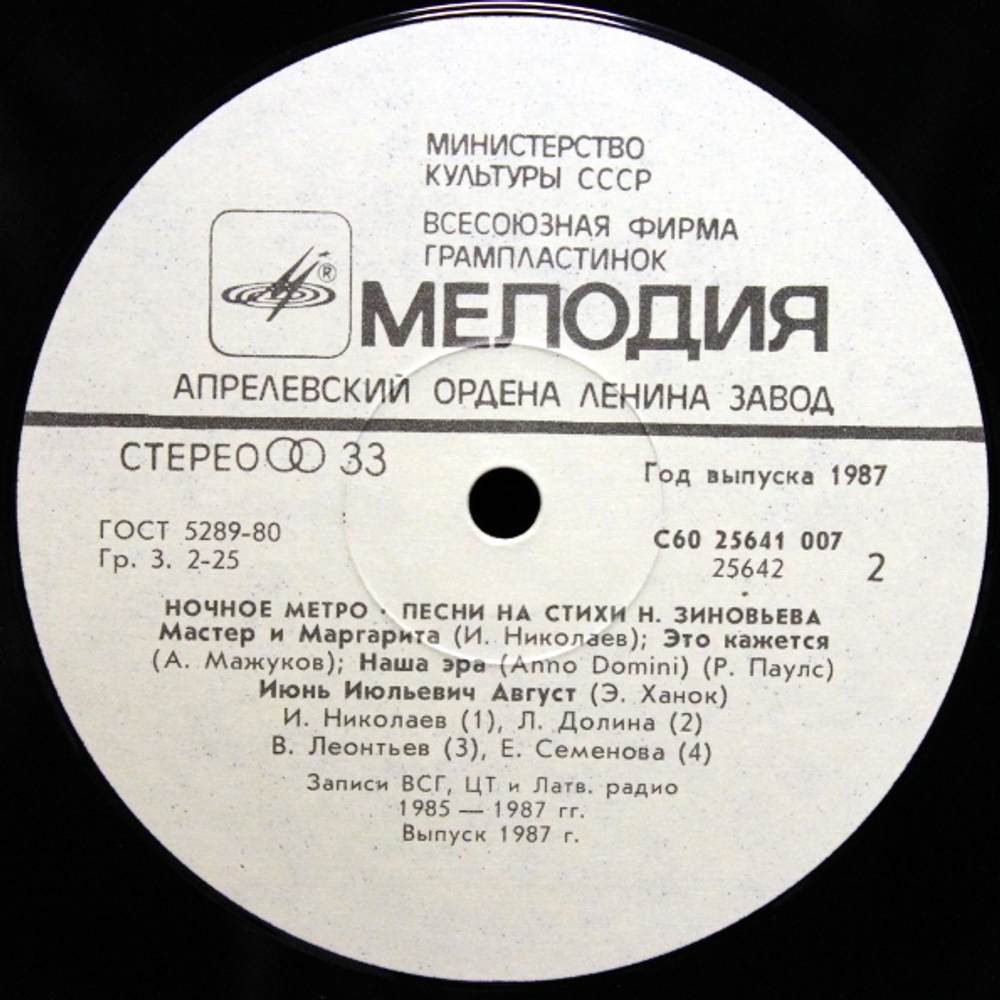 МИНИСТЕРСТВО
КУЛЬТУРЫ СССР
ВСЕСОЮЗНАЯ ФИРМА
ГРАМПЛАСТИНОК
®
МЕЛОДИЯ
АПРЕЛЕВСКИЙ ОРДЕНА ЛЕНИНА ЗАВОД
СТЕРЕО 33
Год выпуска 1987
ГОСТ 5289-80
Гр. 3. 2-25
С60 25641 007
25642
2
НОЧНОЕ МЕТРО · ПЕСНИ НА СТИХИ Н. ЗИНОВЬЕВА
Мастер и Маргарита (И. Николаев); Это кажется
(А. Мажуков); Наша эра (Anno Domini) (Р. Паулс)
Июнь Июльевич Август (Э. Ханок)
И. Николаев (1), Л. Долина (2)
В. Леонтьев (3), Е. Семенова (4)
Записи ВСГ, ЦТ и Латв. радио
1985 — 1987 гг.
Выпуск 1987 г.